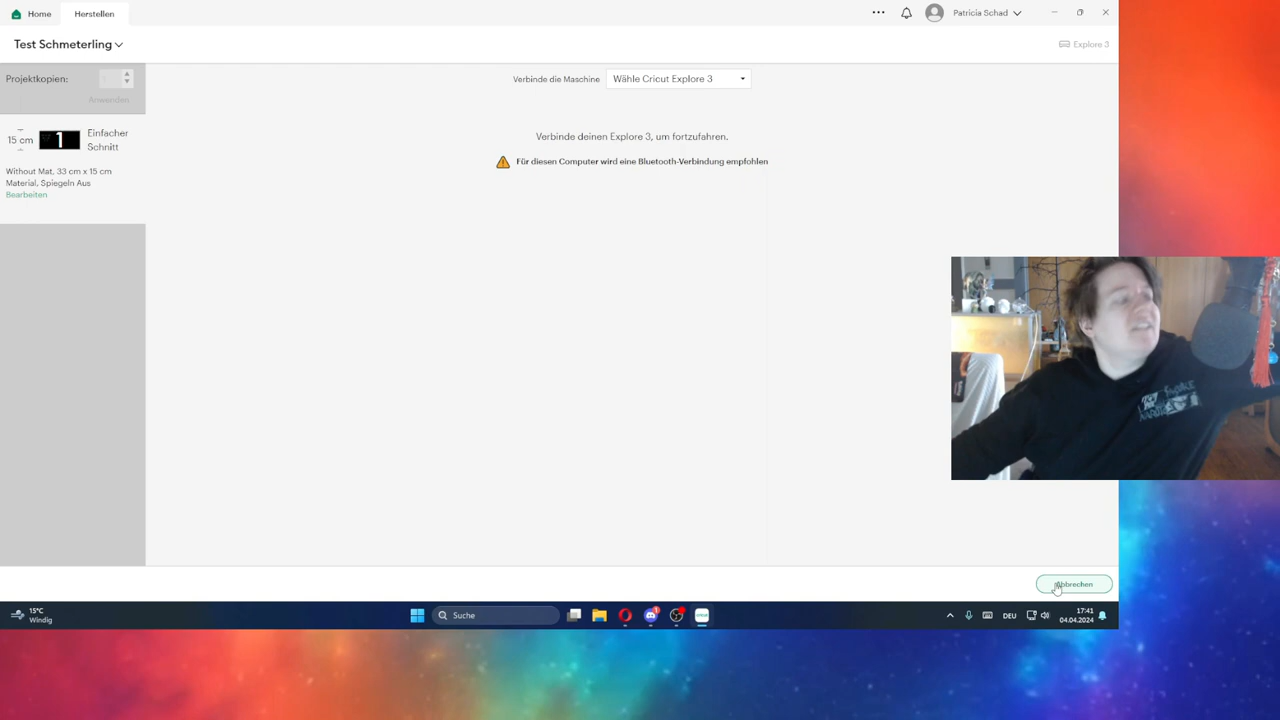 Home
Herstellen
Patricia Schad
Test Schmeterling
Explore 3
Projektkopien:
Anwenden
Verbinde die Maschine
Wähle Cricut Explore 3
Verbinde deinen Explore 3, um fortzufahren.
Für diesen Computer wird eine Bluetooth-Verbindung empfohlen
15 cm
1
Einfacher
Schnitt
Without Mat, 33 cm x 15 cm
Material, Spiegeln Aus
Bearbeiten
Abbrechen
15°C
Windig
Suche
DEU
17:41
04.04.2024